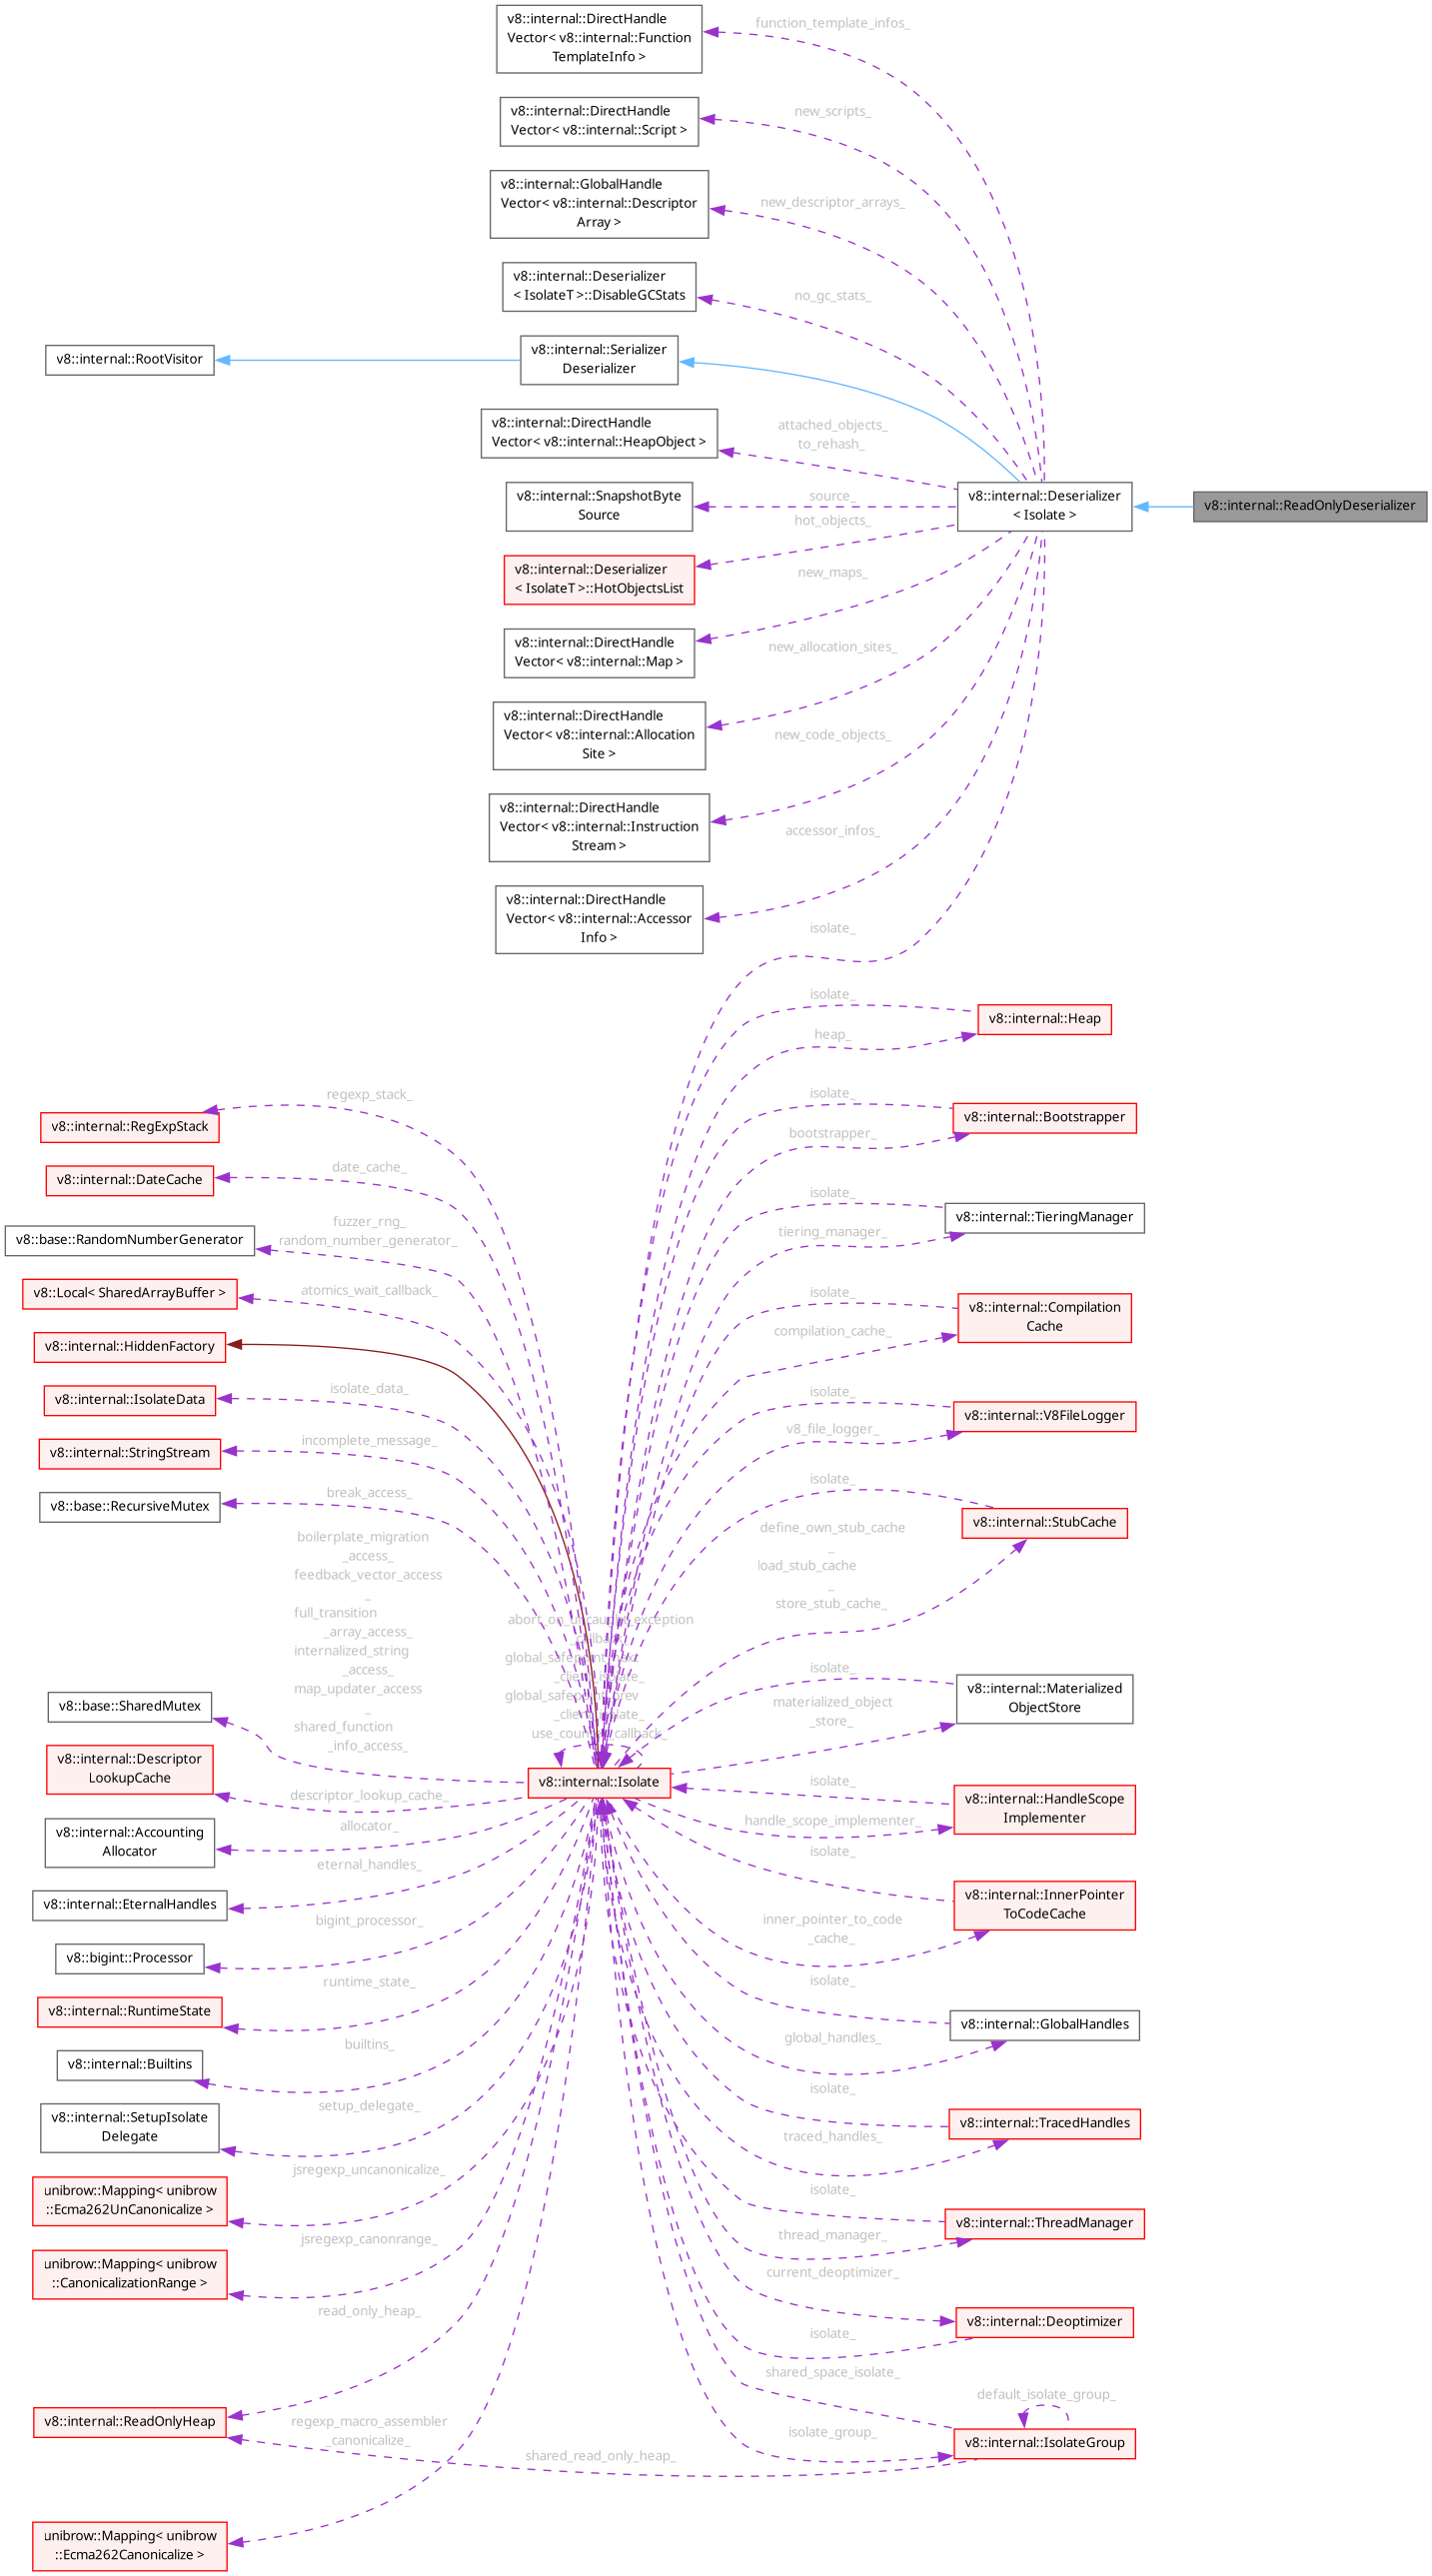 v8::internal::DirectHandle
Vector< v8::internal::Function
TemplateInfo >
function_template_infos_
v8::internal::DirectHandle
Vector< v8::internal::Script >
new_scripts_
v8::internal::GlobalHandle
Vector< v8::internal::Descriptor
Array >
new_descriptor_arrays_
v8::internal::Deserializer
< IsolateT >::DisableGCStats
no_gc_stats_
v8::internal::RootVisitor
v8::internal::Serializer
Deserializer
v8::internal::DirectHandle
Vector< v8::internal::HeapObject >
attached_objects_
to_rehash_
v8::internal::SnapshotByte
Source
source_
v8::internal::Deserializer
< Isolate >
v8::internal::ReadOnlyDeserializer
hot_objects_
v8::internal::Deserializer
< IsolateT >::HotObjectsList
new_maps_
v8::internal::DirectHandle
Vector< v8::internal::Map >
new_allocation_sites_
v8::internal::DirectHandle
Vector< v8::internal::Allocation
Site >
new_code_objects_
v8::internal::DirectHandle
Vector< v8::internal::Instruction
Stream >
accessor_infos_
v8::internal::DirectHandle
Vector< v8::internal::Accessor
Info >
isolate_
isolate_
v8::internal::Heap
heap_
regexp_stack_
v8::internal::RegExpStack
isolate_
v8::internal::Bootstrapper
bootstrapper_
date_cache_
v8::internal::DateCache
isolate_
v8::internal::TieringManager
tiering_manager_
fuzzer_rng_
random_number_generator_
v8::base::RandomNumberGenerator
atomics_wait_callback_
v8::Local< SharedArrayBuffer >
isolate_
v8::internal::Compilation
Cache
compilation_cache_
v8::internal::HiddenFactory
isolate_data_
v8::internal::IsolateData
isolate_
v8::internal::V8FileLogger
v8_file_logger_
incomplete_message_
v8::internal::StringStream
break_access_
v8::base::RecursiveMutex
isolate_
v8::internal::StubCache
define_own_stub_cache
_
load_stub_cache
_
store_stub_cache_
boilerplate_migration
_access_
feedback_vector_access
_
full_transition
_array_access_
internalized_string
_access_
map_updater_access
_
shared_function
_info_access_
abort_on_uncaught_exception
_callback_
global_safepoint_next
_client_isolate_
global_safepoint_prev
_client_isolate_
use_counter_callback_
v8::base::SharedMutex
isolate_
v8::internal::Materialized
ObjectStore
materialized_object
_store_
v8::internal::Descriptor
LookupCache
descriptor_lookup_cache_
v8::internal::Isolate
isolate_
v8::internal::HandleScope
Implementer
handle_scope_implementer_
v8::internal::Accounting
Allocator
allocator_
isolate_
v8::internal::EternalHandles
eternal_handles_
v8::internal::InnerPointer
ToCodeCache
inner_pointer_to_code
_cache_
v8::bigint::Processor
bigint_processor_
isolate_
v8::internal::RuntimeState
runtime_state_
v8::internal::GlobalHandles
global_handles_
v8::internal::Builtins
builtins_
isolate_
v8::internal::SetupIsolate
Delegate
setup_delegate_
v8::internal::TracedHandles
traced_handles_
unibrow::Mapping< unibrow
::Ecma262UnCanonicalize >
jsregexp_uncanonicalize_
isolate_
v8::internal::ThreadManager
thread_manager_
unibrow::Mapping< unibrow
::CanonicalizationRange >
jsregexp_canonrange_
current_deoptimizer_
v8::internal::Deoptimizer
isolate_
read_only_heap_
v8::internal::ReadOnlyHeap
shared_space_isolate_
default_isolate_group_
isolate_group_
v8::internal::IsolateGroup
regexp_macro_assembler
_canonicalize_
shared_read_only_heap_
unibrow::Mapping< unibrow
::Ecma262Canonicalize >